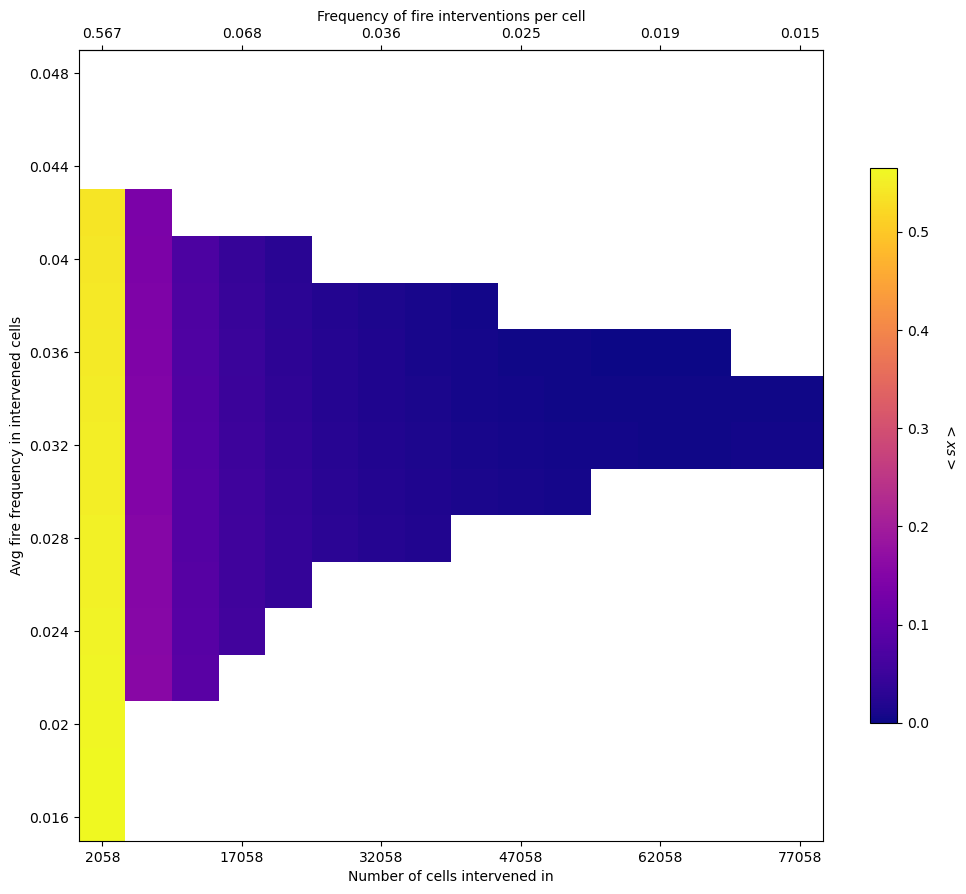 Frequency of fire interventions per cell
0.567 0.068 0.036 0.025 0.019 0.015
0.048
0.044
0.04
0.036
0.032
0.028
0.024
0.02
0.016
Avg fire frequency in intervened cells
2058 17058 32058 47058 62058 77058
Number of cells intervened in
0.5
0.4
0.3
0.2
0.1
0.0
< sx >